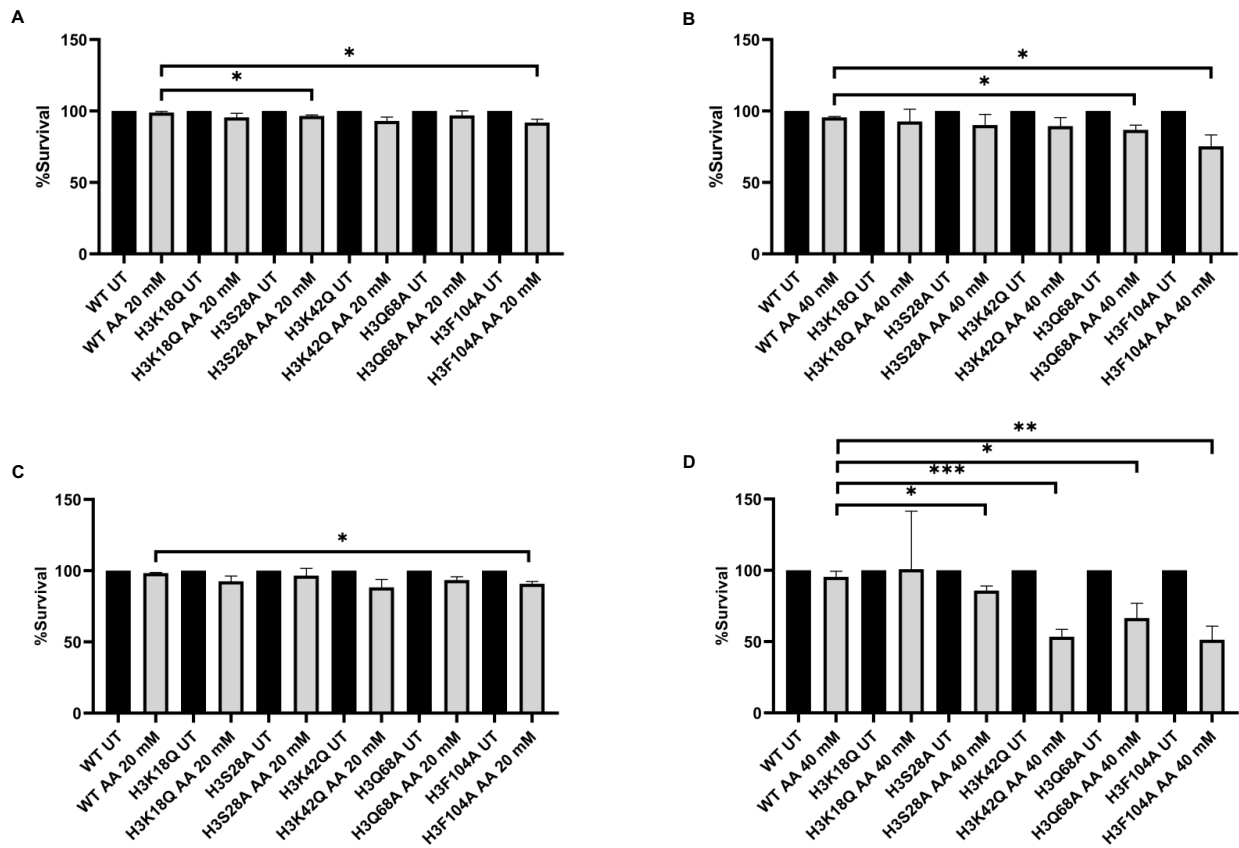 A
150
100
50
0
%Survival
*
*
WT UT
WT AA 20 mM
H3K18Q UT
H3K18Q AA 20 mM
H3S28A UT
H3S28A AA 20 mM
H3K42Q UT
H3K42Q AA 20 mM
H3Q68A UT
H3Q68A AA 20 mM
H3F104A UT
H3F104A AA 20 mM
B
150
100
50
0
%Survival
*
*
WT UT
WT AA 40 mM
H3K18Q UT
H3K18Q AA 40 mM
H3S28A UT
H3S28A AA 40 mM
H3K42Q UT
H3K42Q AA 40 mM
H3Q68A UT
H3Q68A AA 40 mM
H3F104A UT
H3F104A AA 40 mM
C
150
100
50
0
%Survival
*
WT UT
WT AA 20 mM
H3K18Q UT
H3K18Q AA 20 mM
H3S28A UT
H3S28A AA 20 mM
H3K42Q UT
H3K42Q AA 20 mM
H3Q68A UT
H3Q68A AA 20 mM
H3F104A UT
H3F104A AA 20 mM
D
150
100
50
0
%Survival
**
*
***
*
WT UT
WT AA 40 mM
H3K18Q UT
H3K18Q AA 40 mM
H3S28A UT
H3S28A AA 40 mM
H3K42Q UT
H3K42Q AA 40 mM
H3Q68A UT
H3Q68A AA 40 mM
H3F104A UT
H3F104A AA 40 mM